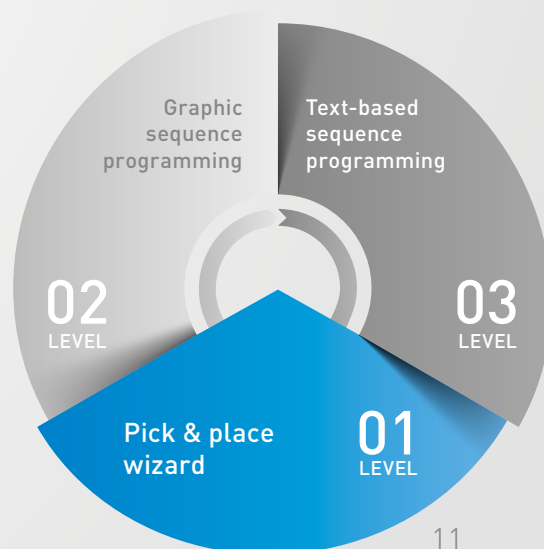 Graphic
sequence
programming
Text-based
sequence
programming
02
LEVEL
03
LEVEL
Pick & place
wizard
01
LEVEL
11